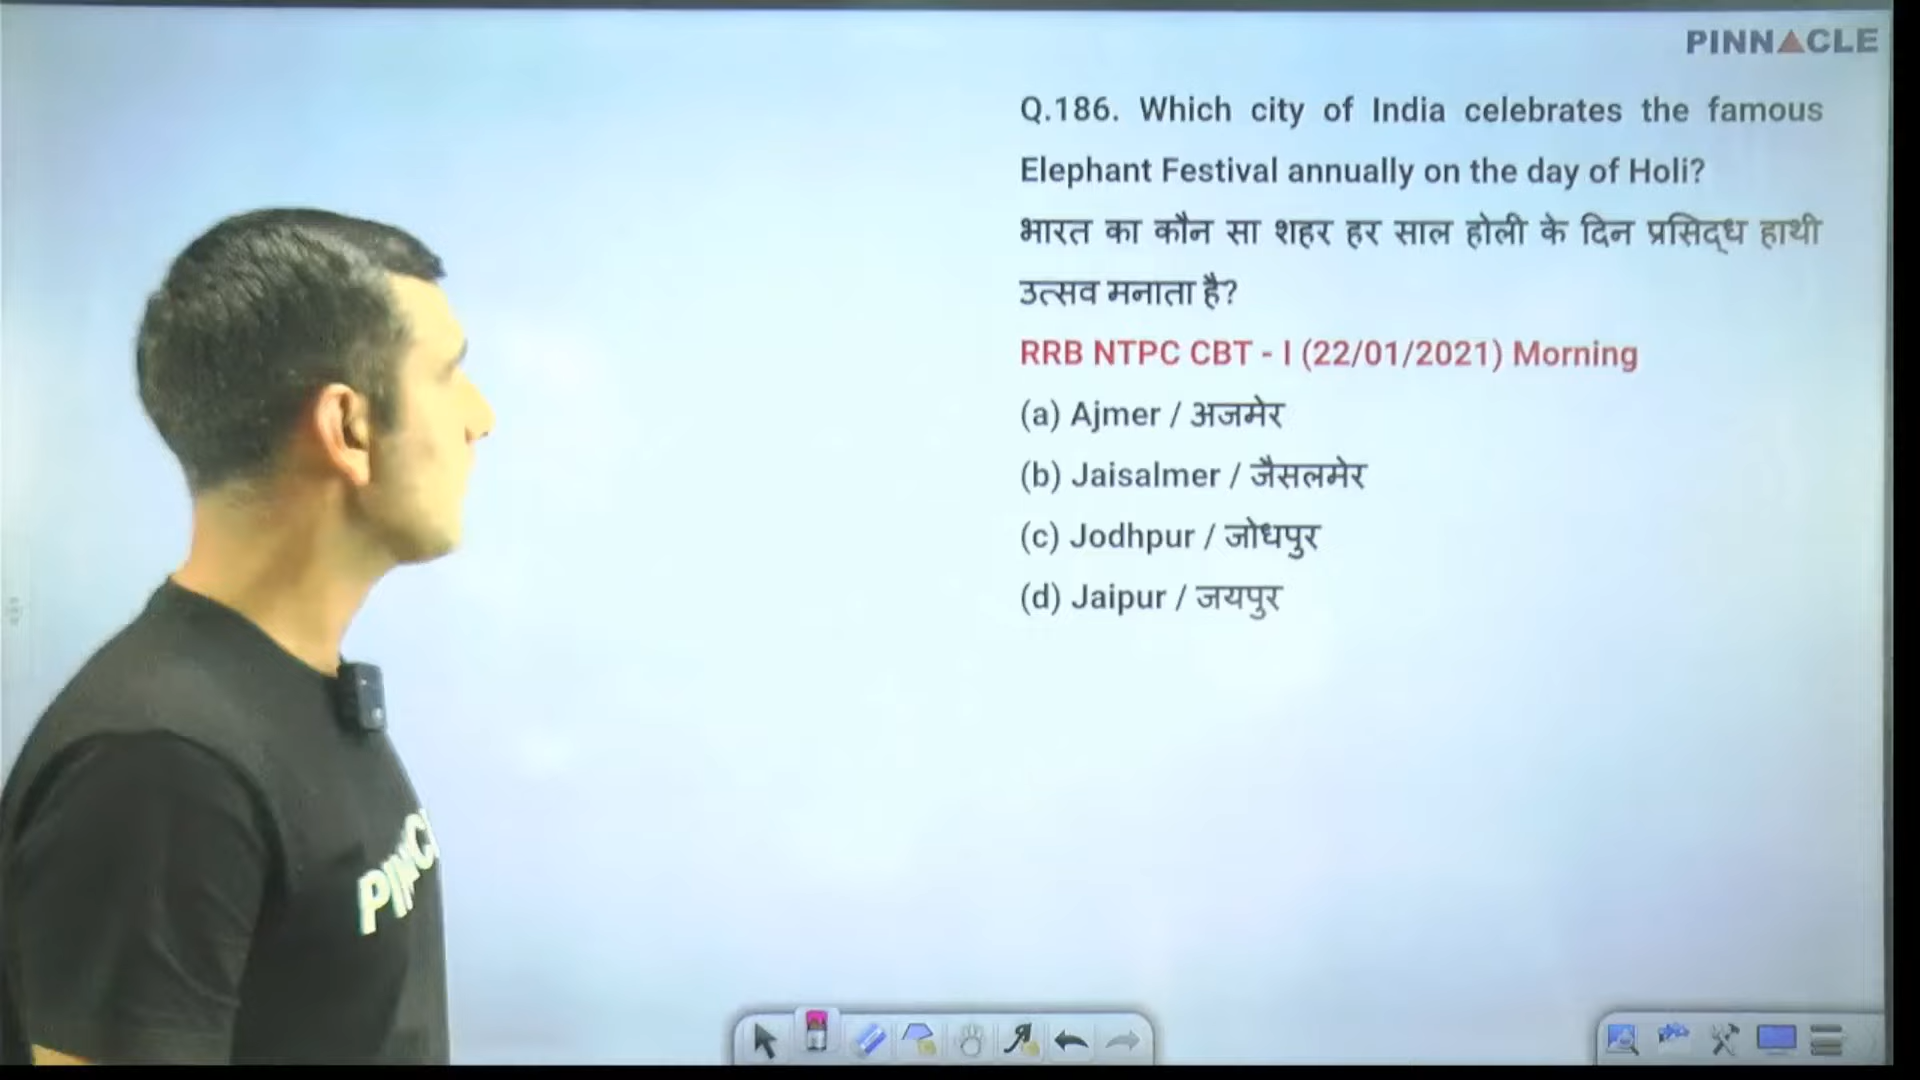 PINNACLE
Q.186. Which city of India celebrates the famous
Elephant Festival annually on the day of Holi?
भारत का कौन सा शहर हर साल होली के दिन प्रसिद्ध हाथी
उत्सव मनाता है?
RRB NTPC CBT - I (22/01/2021) Morning
(a) Ajmer / अजमेर
(b) Jaisalmer / जैसलमेर
(c) Jodhpur / जोधपुर
(d) Jaipur / जयपुर
PINNC